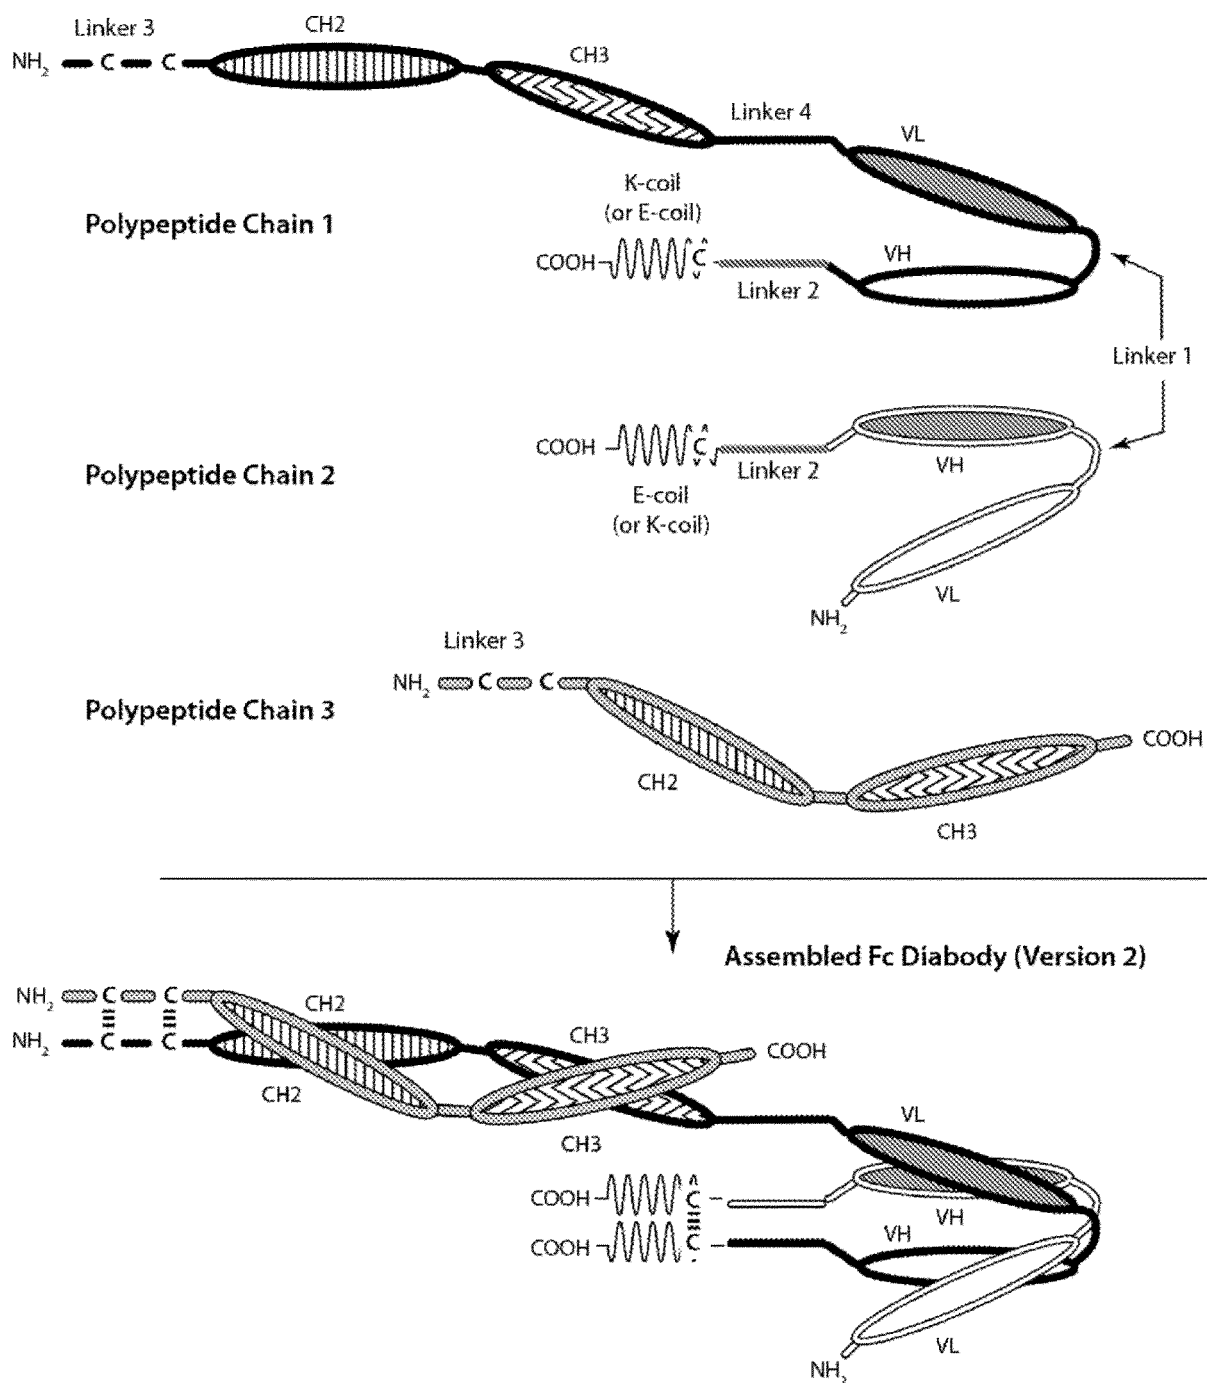 Linker 3
CH2
NH2 C C
CH3
Linker 4
VL
K-coil
(or E-coil)
Polypeptide Chain 1
COOH C
VH
Linker 2
Linker 1
COOH C
Linker 2
VH
Polypeptide Chain 2
E-coil
(or K-coil)
VL
NH2
Linker 3
NH2 C C
Polypeptide Chain 3
COOH
CH2
CH3
Assembled Fc Diabody (Version 2)
NH2 C C
CH2
NH2 C C
CH3
COOH
CH2
CH3
VL
COOH C
VH
VH
COOH C
VL
NH2